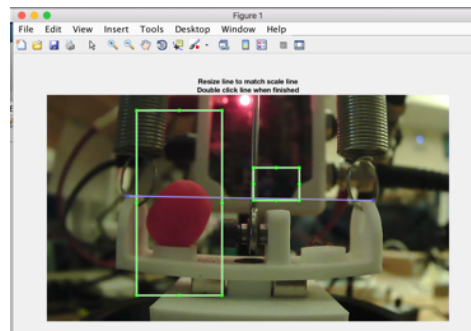 Figure 1
File Edit View Insert Tools Desktop Window Help
Resize line to match scale line
Double click line when finished